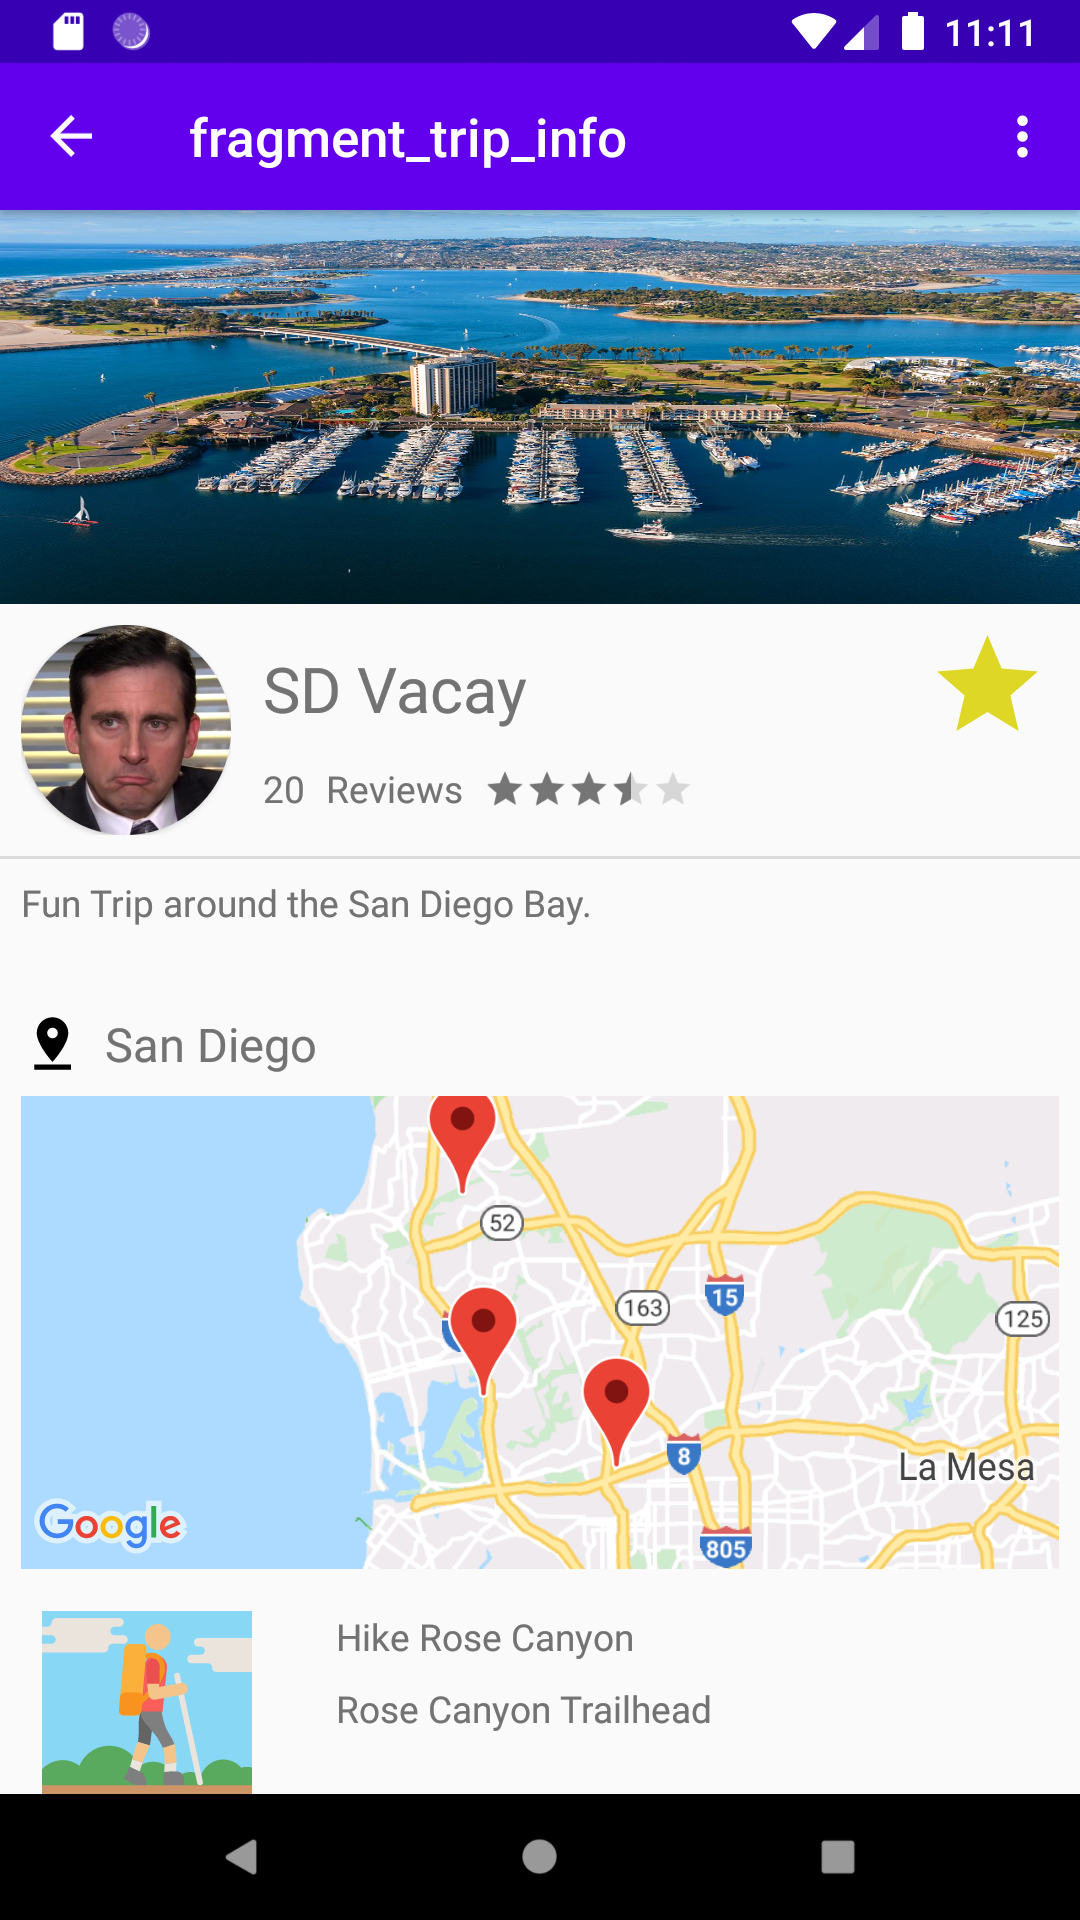 11:11
fragment_trip_info
SD Vacay
20 Reviews
Fun Trip around the San Diego Bay.
San Diego
52
163
15
125
8
La Mesa
Google
805
Hike Rose Canyon
Rose Canyon Trailhead